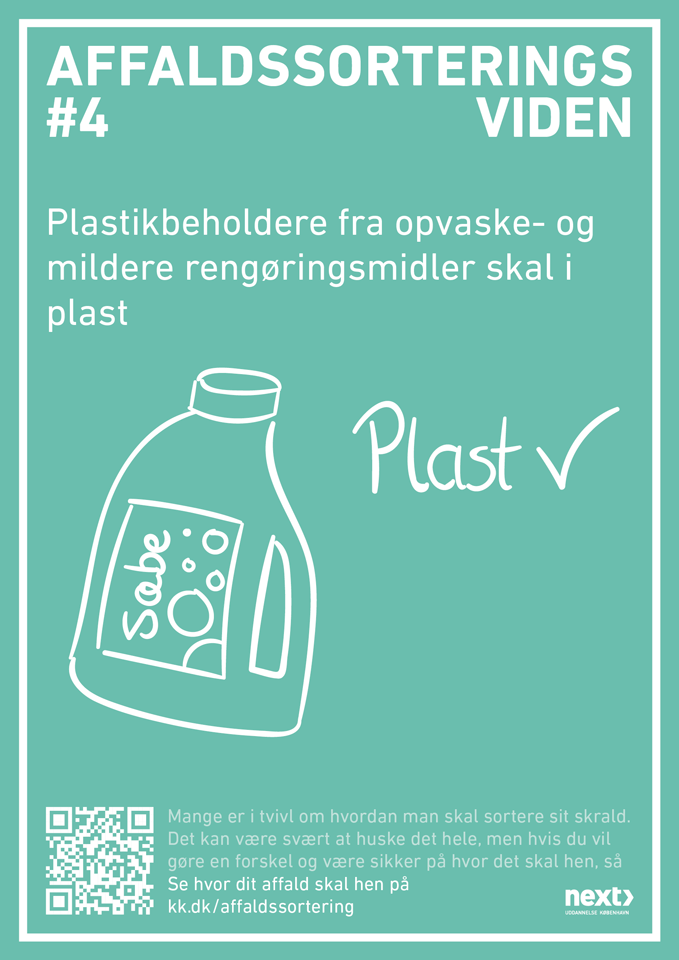 AFFALDSSORTERINGS
#4 VIDEN
Plastikbeholdere fra opvaske- og
mildere rengøringsmidler skal i
plast
Plast ✓
Sæbe
Mange er i tvivl om hvordan man skal sortere sit skrald.
Det kan være svært at huske det hele, men hvis du vil
gøre en forskel og være sikker på hvor det skal hen, så
Se hvor dit affald skal hen på
kk.dk/affaldssortering
next
UDDANNELSE KØBENHAVN